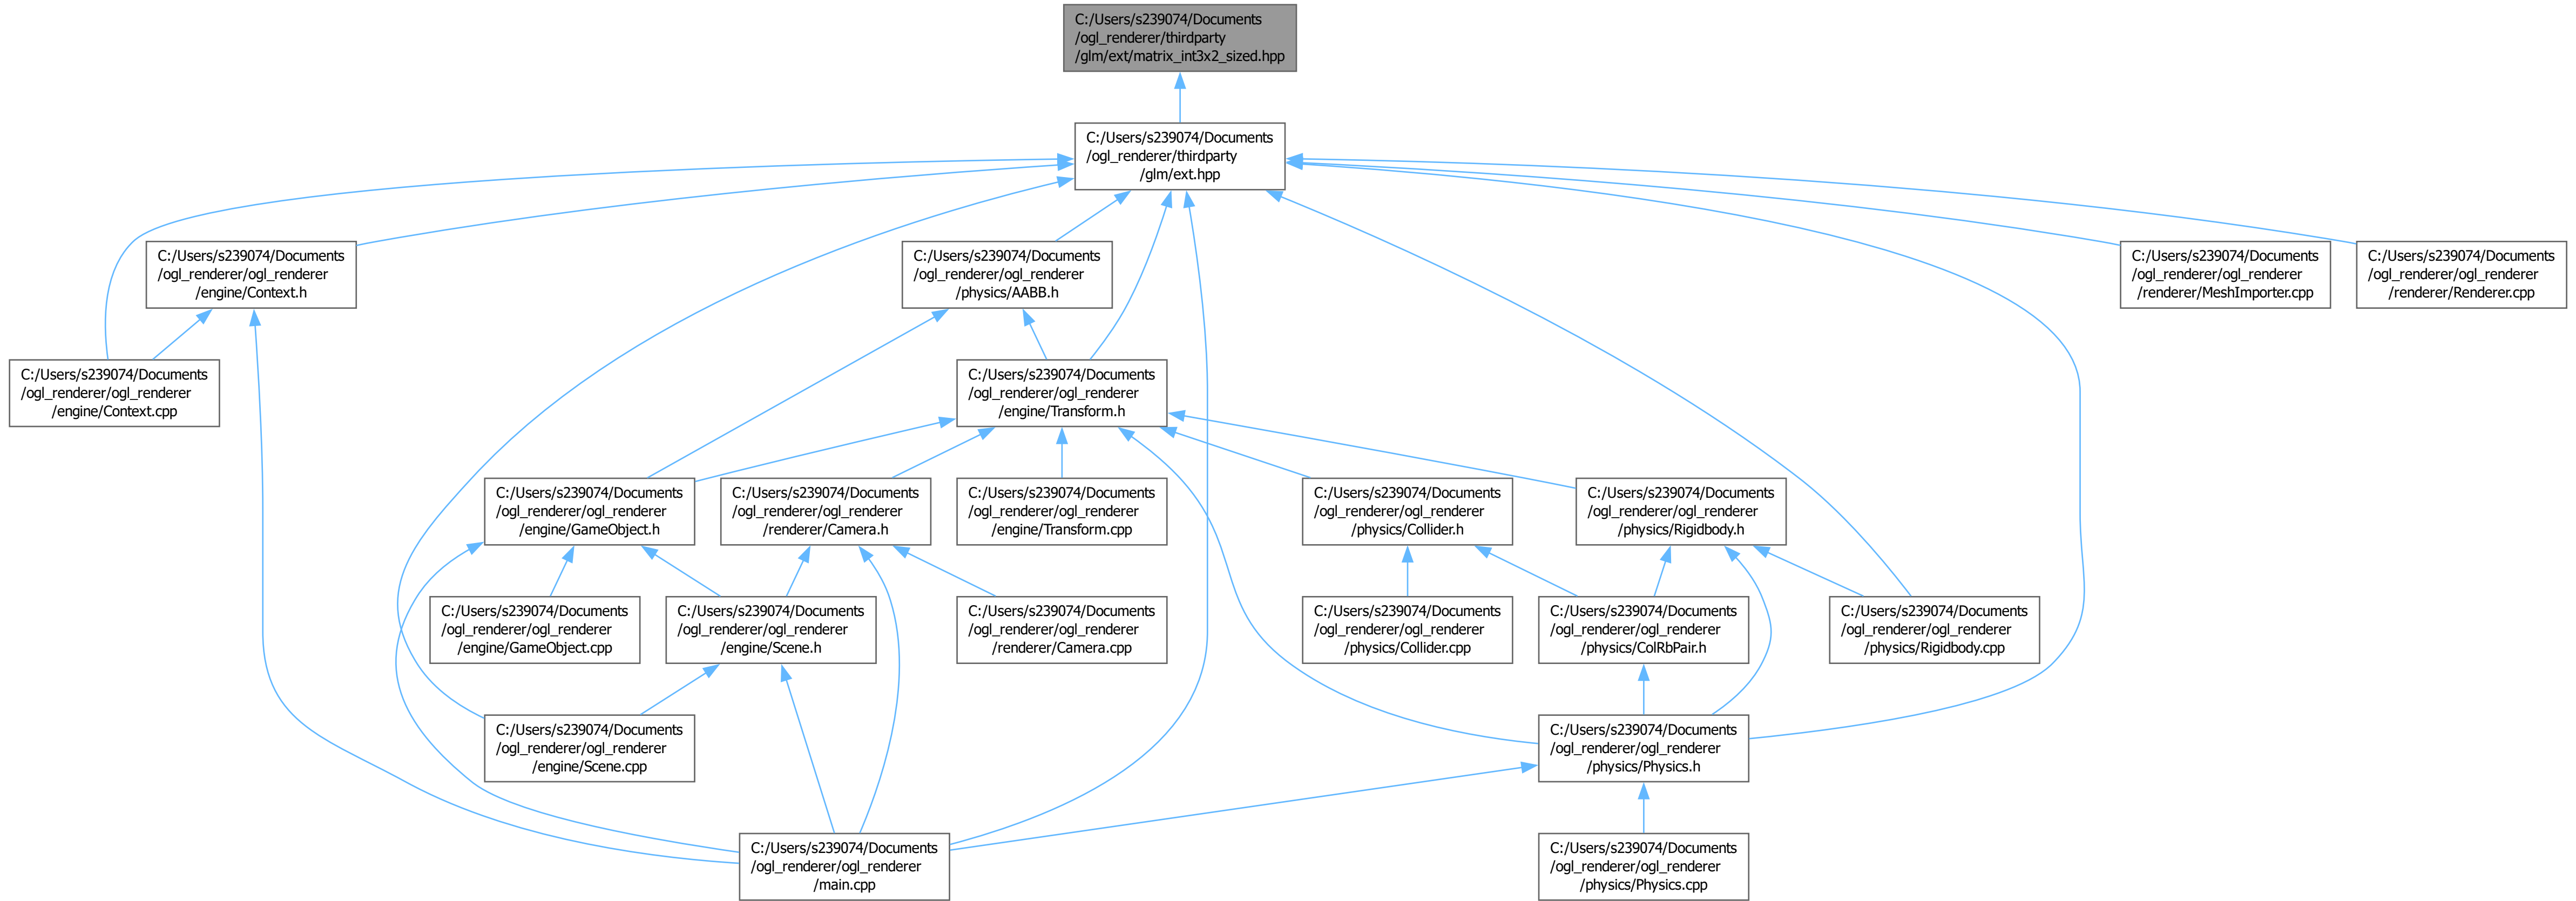 C:/Users/s239074/Documents
/ogl_renderer/thirdparty
/glm/ext/matrix_int3x2_sized.hpp
C:/Users/s239074/Documents
/ogl_renderer/thirdparty
/glm/ext.hpp
C:/Users/s239074/Documents
/ogl_renderer/ogl_renderer
/engine/Context.h
C:/Users/s239074/Documents
/ogl_renderer/ogl_renderer
/physics/AABB.h
C:/Users/s239074/Documents
/ogl_renderer/ogl_renderer
/renderer/MeshImporter.cpp
C:/Users/s239074/Documents
/ogl_renderer/ogl_renderer
/renderer/Renderer.cpp
C:/Users/s239074/Documents
/ogl_renderer/ogl_renderer
/engine/Context.cpp
C:/Users/s239074/Documents
/ogl_renderer/ogl_renderer
/engine/Transform.h
C:/Users/s239074/Documents
/ogl_renderer/ogl_renderer
/engine/GameObject.h
C:/Users/s239074/Documents
/ogl_renderer/ogl_renderer
/renderer/Camera.h
C:/Users/s239074/Documents
/ogl_renderer/ogl_renderer
/engine/Transform.cpp
C:/Users/s239074/Documents
/ogl_renderer/ogl_renderer
/physics/Collider.h
C:/Users/s239074/Documents
/ogl_renderer/ogl_renderer
/physics/Rigidbody.h
C:/Users/s239074/Documents
/ogl_renderer/ogl_renderer
/engine/GameObject.cpp
C:/Users/s239074/Documents
/ogl_renderer/ogl_renderer
/engine/Scene.h
C:/Users/s239074/Documents
/ogl_renderer/ogl_renderer
/renderer/Camera.cpp
C:/Users/s239074/Documents
/ogl_renderer/ogl_renderer
/physics/Collider.cpp
C:/Users/s239074/Documents
/ogl_renderer/ogl_renderer
/physics/ColRbPair.h
C:/Users/s239074/Documents
/ogl_renderer/ogl_renderer
/physics/Rigidbody.cpp
C:/Users/s239074/Documents
/ogl_renderer/ogl_renderer
/engine/Scene.cpp
C:/Users/s239074/Documents
/ogl_renderer/ogl_renderer
/physics/Physics.h
C:/Users/s239074/Documents
/ogl_renderer/ogl_renderer
/main.cpp
C:/Users/s239074/Documents
/ogl_renderer/ogl_renderer
/physics/Physics.cpp